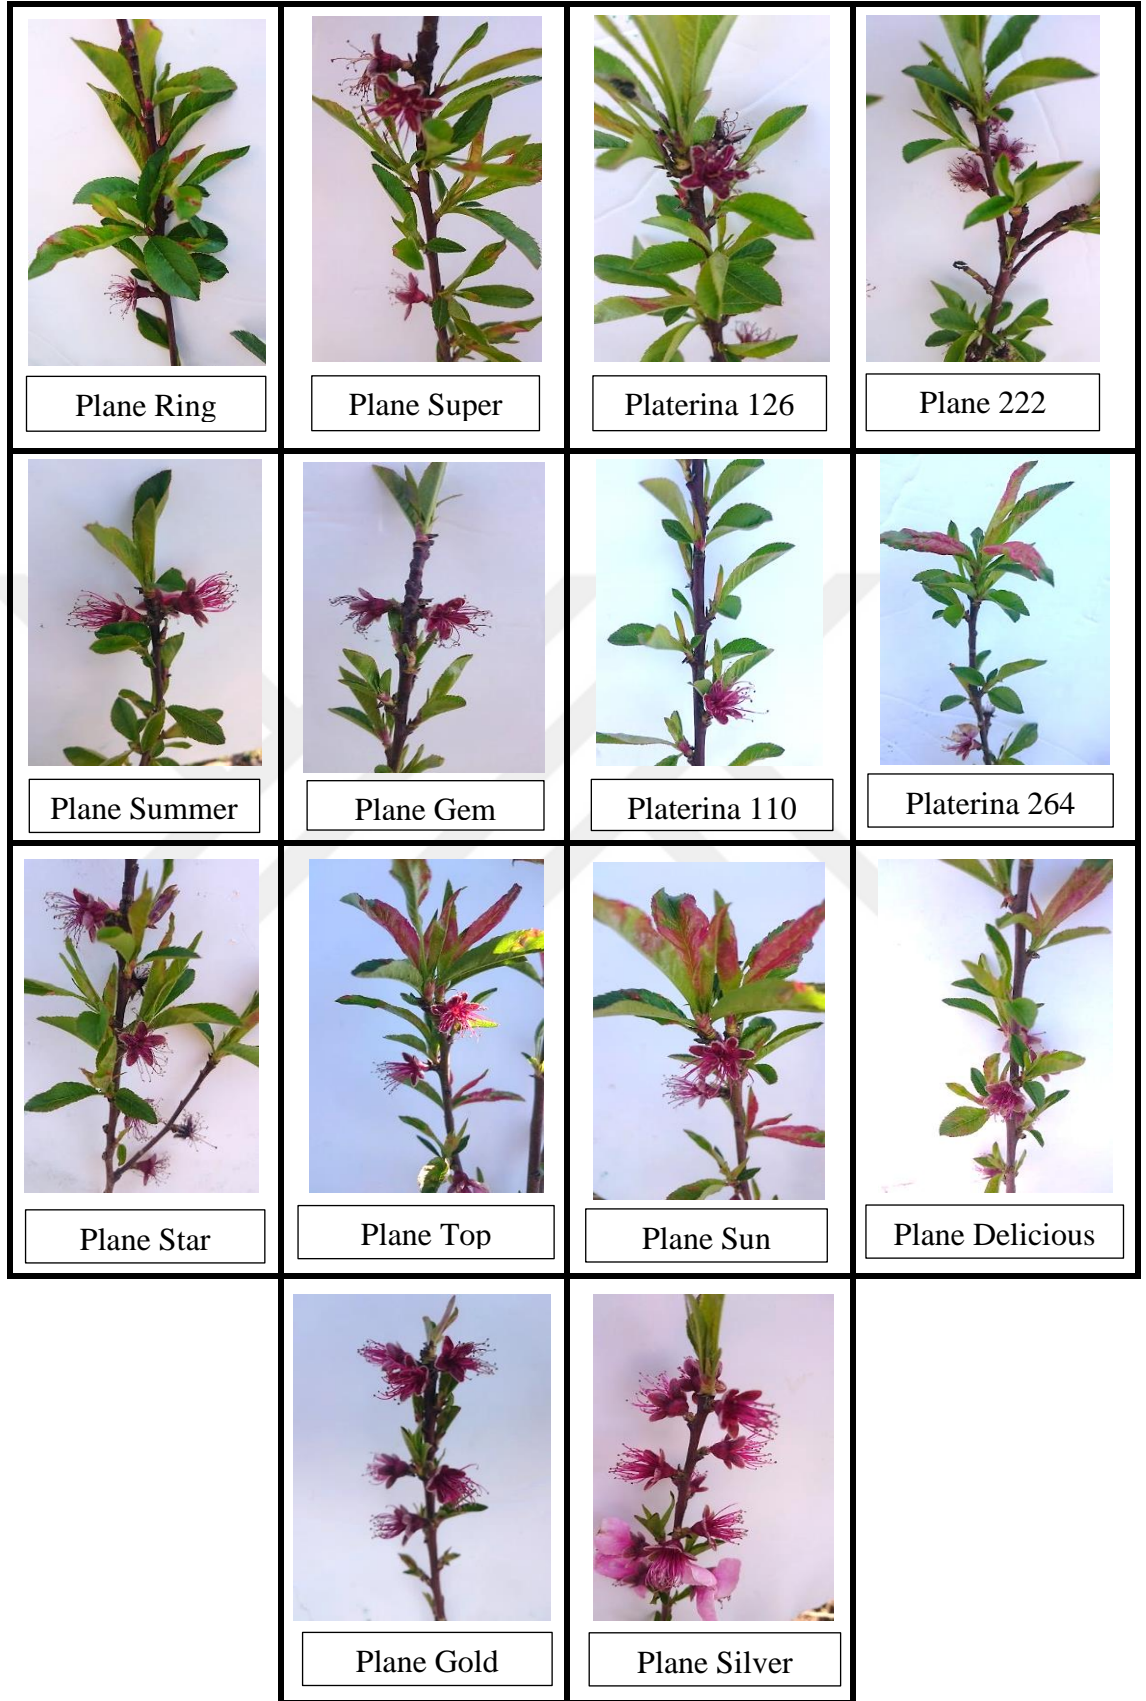 Plane Ring
Plane Super
Platerina 126
Plane 222
Plane Summer
Plane Gem
Platerina 110
Platerina 264
Plane Star
Plane Top
Plane Sun
Plane Delicious
Plane Gold
Plane Silver